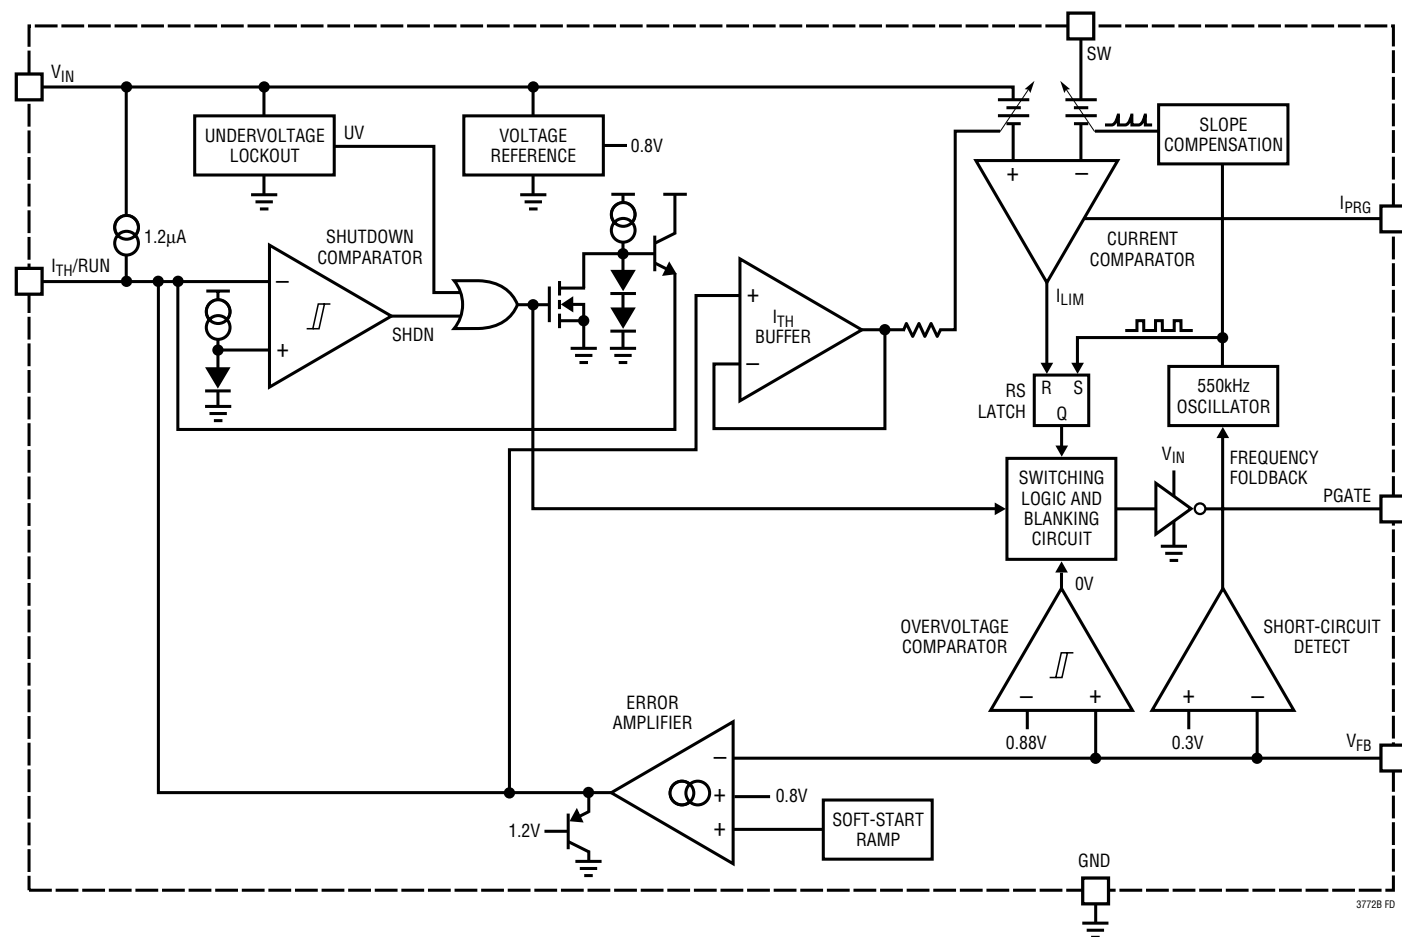 SW
VIN
UNDERVOLTAGE
LOCKOUT
UV
VOLTAGE
REFERENCE
0.8V
SLOPE
COMPENSATION
+
–
IPRG
1.2µA
SHUTDOWN
COMPARATOR
CURRENT
COMPARATOR
ITH/RUN
–
+
SHDN
+
ITH
BUFFER
–
ILIM
RS
LATCH
R S
Q
550kHz
OSCILLATOR
FREQUENCY
FOLDBACK
VIN
SWITCHING
LOGIC AND
BLANKING
CIRCUIT
PGATE
0V
OVERVOLTAGE
COMPARATOR
SHORT-CIRCUIT
DETECT
–
+
+
–
0.88V
0.3V
VFB
ERROR
AMPLIFIER
–
+
0.8V
+
SOFT-START
RAMP
1.2V
GND
3772B FD